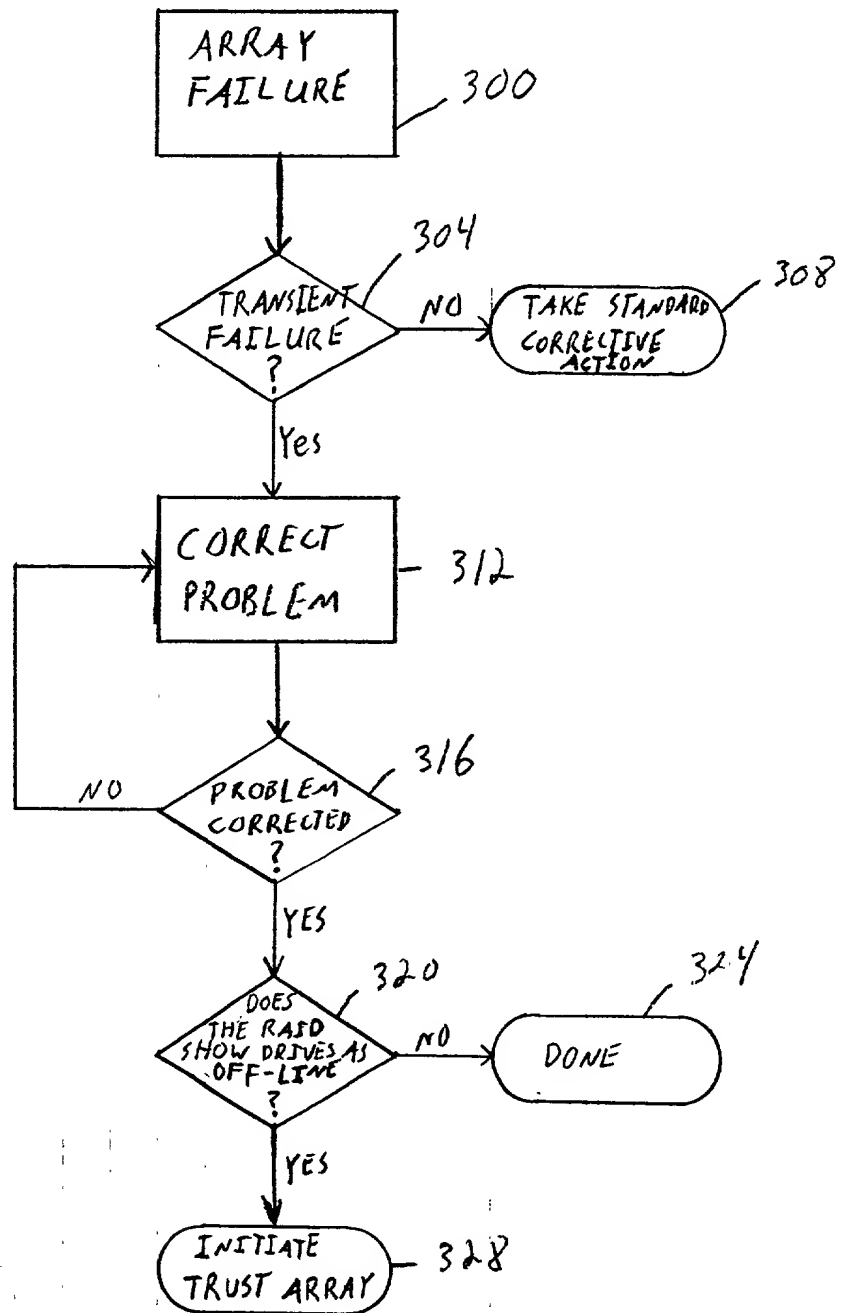 ARRAY
FAILURE
300
304
TRANSIENT
FAILURE
?
NO
308
TAKE STANDARD
CORRECTIVE
ACTION
Yes
CORRECT
PROBLEM
312
316
PROBLEM
CORRECTED
?
NO
YES
320
DOES
THE RAID
SHOW DRIVES AS
OFF-LINE
?
NO
324
DONE
YES
INITIATE
TRUST ARRAY
328